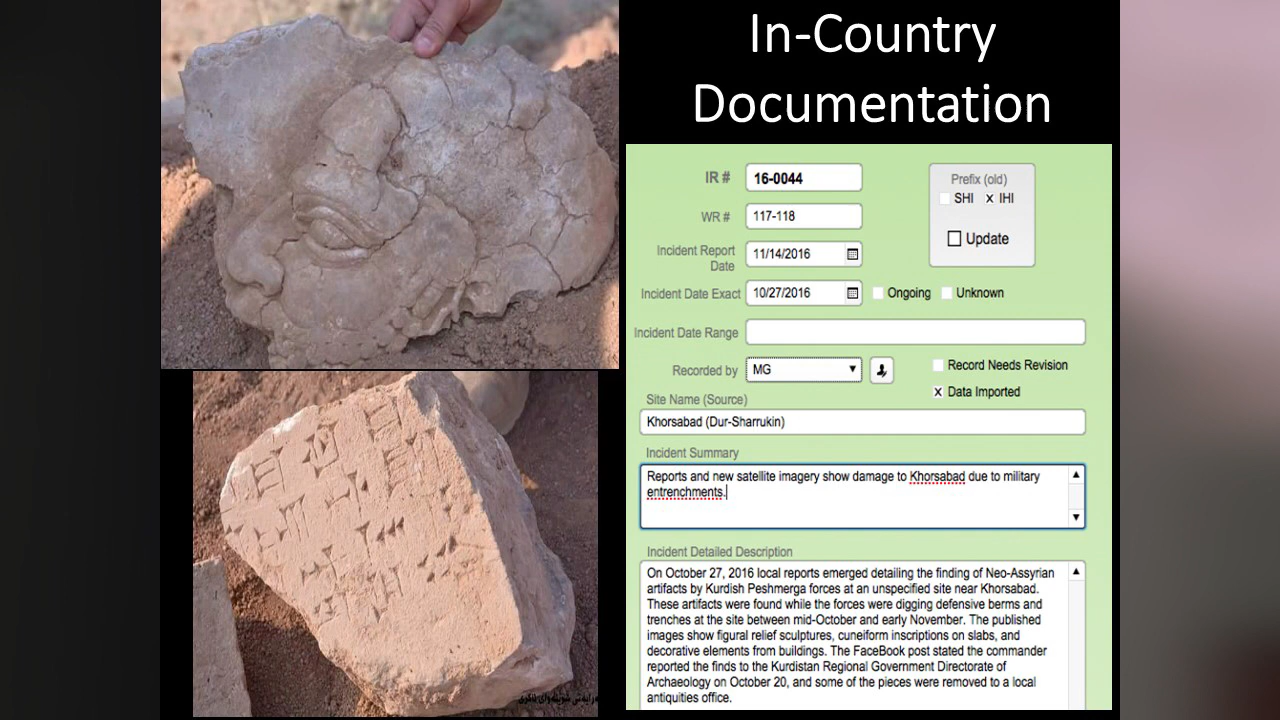 In-Country
Documentation
IR # 16-0044
Prefix (old)
SHI x IHI
Update
WR # 117-118
Incident Report
Date 11/14/2016
Incident Date Exact 10/27/2016 Ongoing Unknown
Incident Date Range
Recorded by MG
Record Needs Revision
x Data Imported
Site Name (Source)
Khorsabad (Dur-Sharrukin)
Incident Summary
Reports and new satellite imagery show damage to Khorsabad due to military
entrenchments.
Incident Detailed Description
On October 27, 2016 local reports emerged detailing the finding of Neo-Assyrian
artifacts by Kurdish Peshmerga forces at an unspecified site near Khorsabad.
These artifacts were found while the forces were digging defensive berms and
trenches at the site between mid-October and early November. The published
images show figural relief sculptures, cuneiform inscriptions on slabs, and
decorative elements from buildings. The FaceBook post stated the commander
reported the finds to the Kurdistan Regional Government Directorate of
Archaeology on October 20, and some of the pieces were removed to a local
antiquities office.